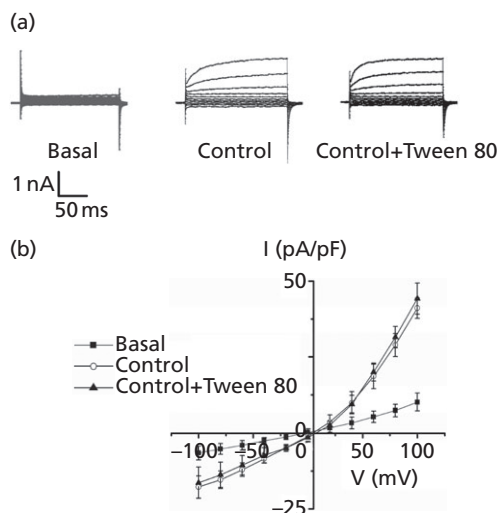 (a)
Basal
Control
Control+Tween 80
1 nA
50 ms
(b)
I (pA/pF)
50
Basal
Control
Control+Tween 80
0
−100
−50
0
50
100
V (mV)
−25